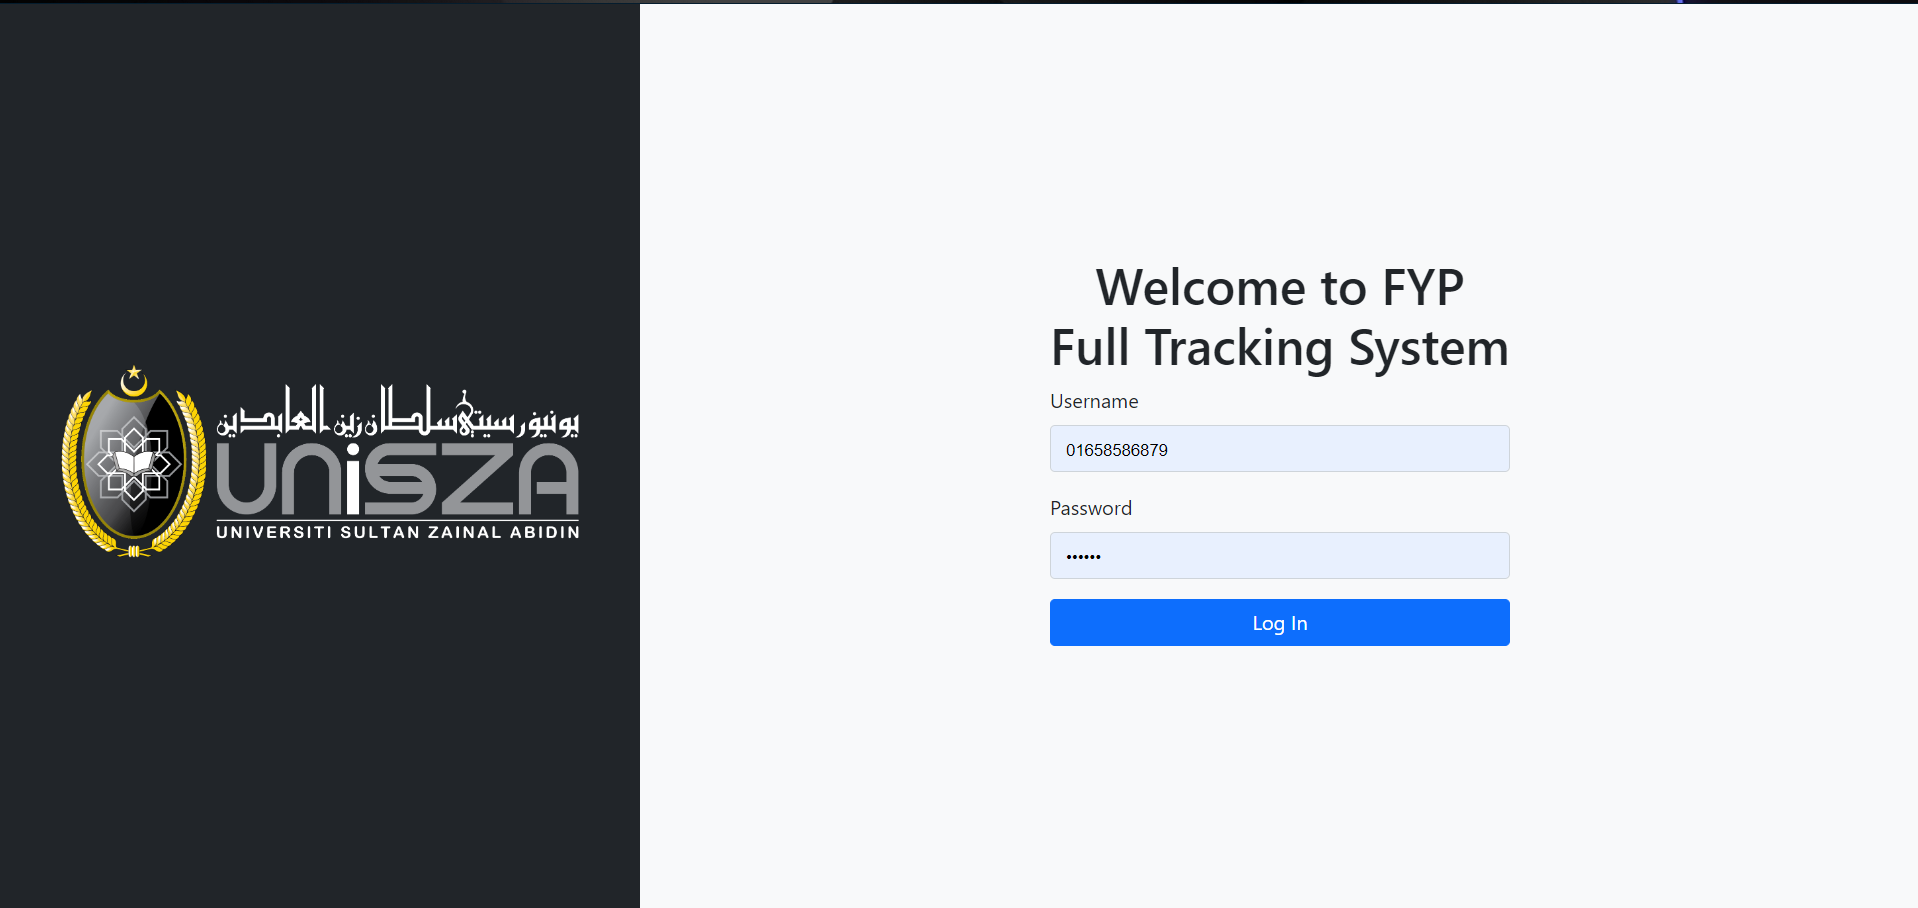 يونيۏرسيتي سلطان زين العابدين
UNiSZA
UNIVERSITI SULTAN ZAINAL ABIDIN
Welcome to FYP
Full Tracking System
Username
01658586879
Password
••••••
Log In